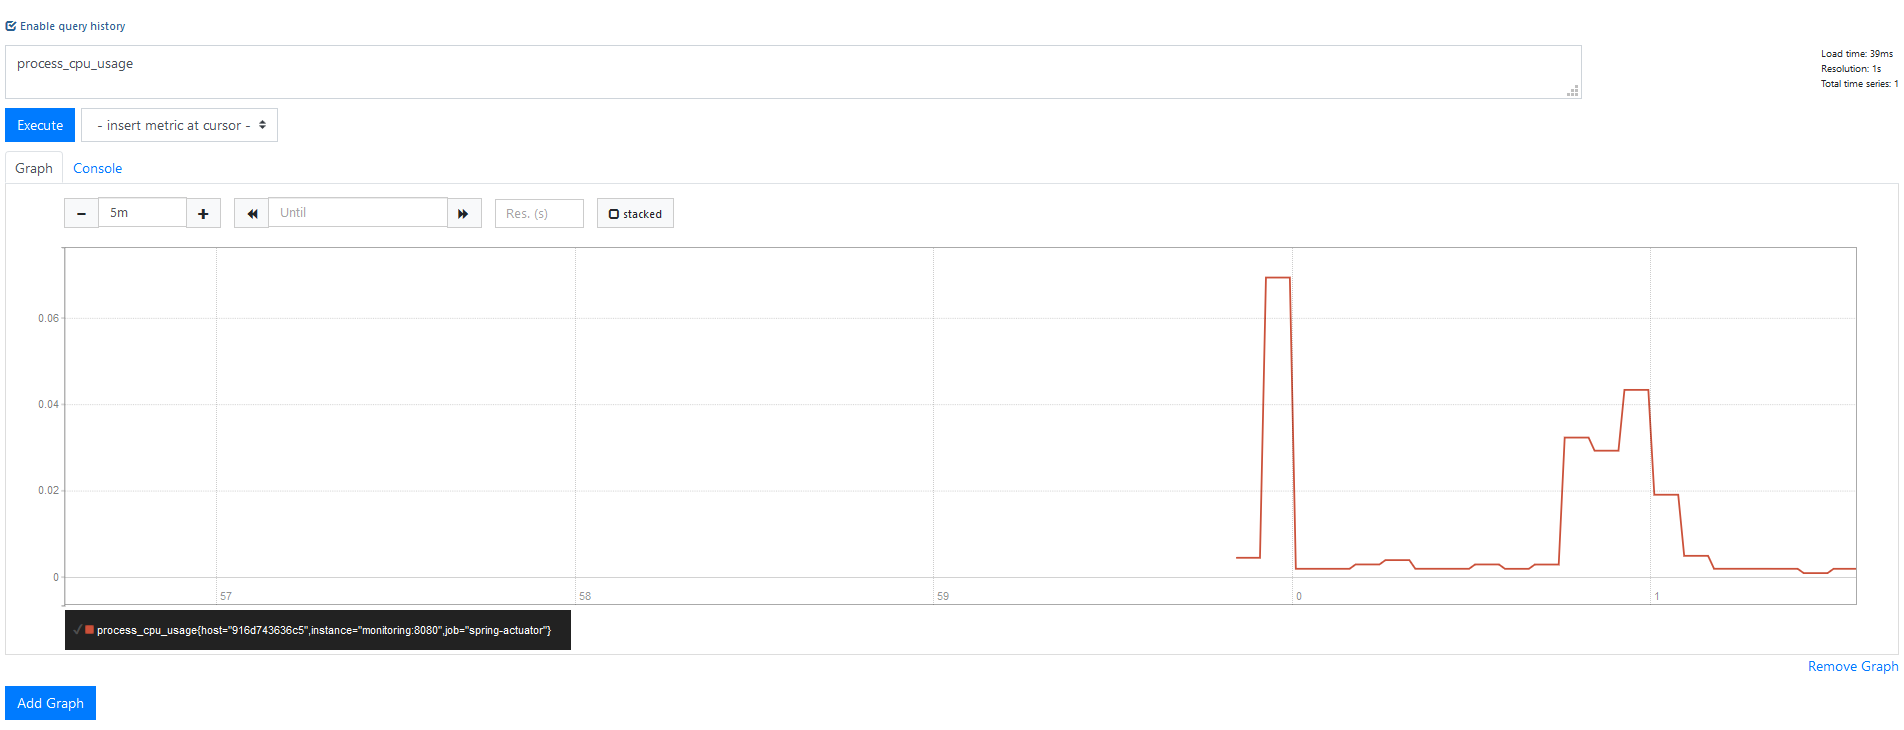 Enable query history
process_cpu_usage
Load time: 39ms
Resolution: 1s
Total time series: 1
Execute
- insert metric at cursor -
Graph
Console
5m
Until
Res. (s)
stacked
0.06
0.04
0.02
0
57
58
59
0
1
process_cpu_usage{host="916d743636c5",instance="monitoring:8080",job="spring-actuator"}
Remove Graph
Add Graph